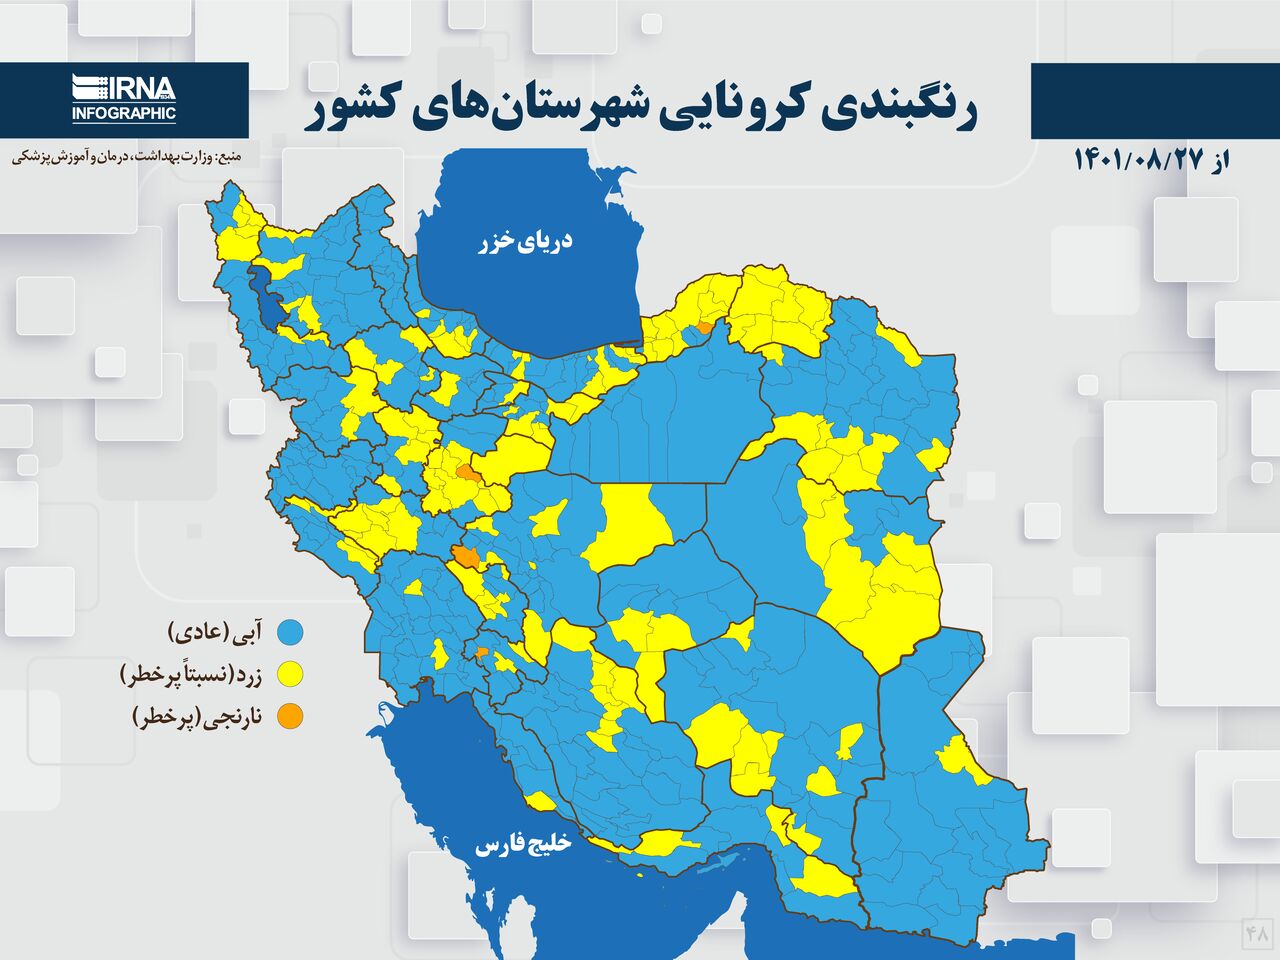 IRNA
INFOGRAPHIC
رنگبندی کرونایی شهرستان‌های کشور
منبع: وزارت بهداشت، درمان و آموزش پزشکی
از ۱۴۰۱/۰۸/۲۷
دریای خزر
آبی (عادی)
زرد (نسبتاً پرخطر)
نارنجی (پرخطر)
خلیج فارس
۴۸